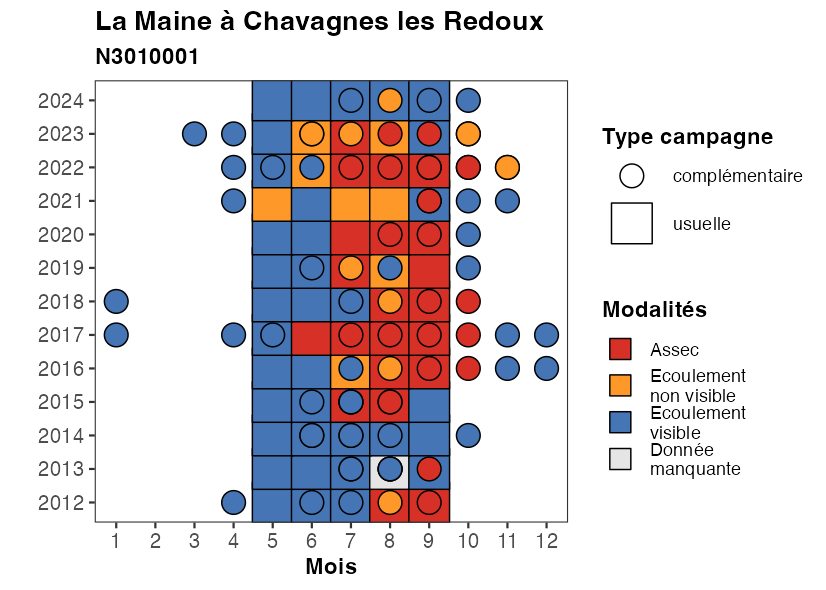 La Maine à Chavagnes les Redoux
N3010001
2024
2023
2022
2021
2020
2019
2018
2017
2016
2015
2014
2013
2012
1 2 3 4 5 6 7 8 9 10 11 12
Mois
Type campagne
complémentaire
usuelle
Modalités
Assec
Ecoulement
non visible
Ecoulement
visible
Donnée
manquante